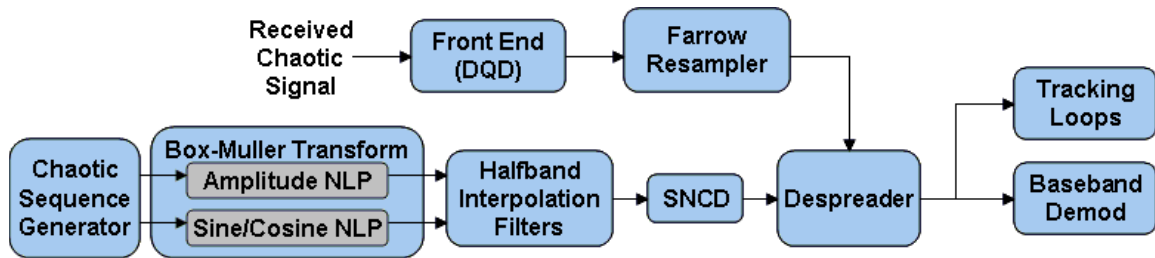 Received
Chaotic
Signal
Front End
(DQD)
Farrow
Resampler
Tracking
Loops
Chaotic
Sequence
Generator
Box-Muller Transform
Amplitude NLP
Sine/Cosine NLP
Halfband
Interpolation
Filters
SNCD
Despreader
Baseband
Demod